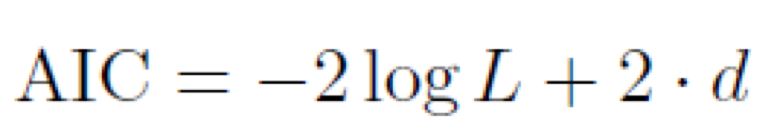 AIC = −2 log L + 2 · d